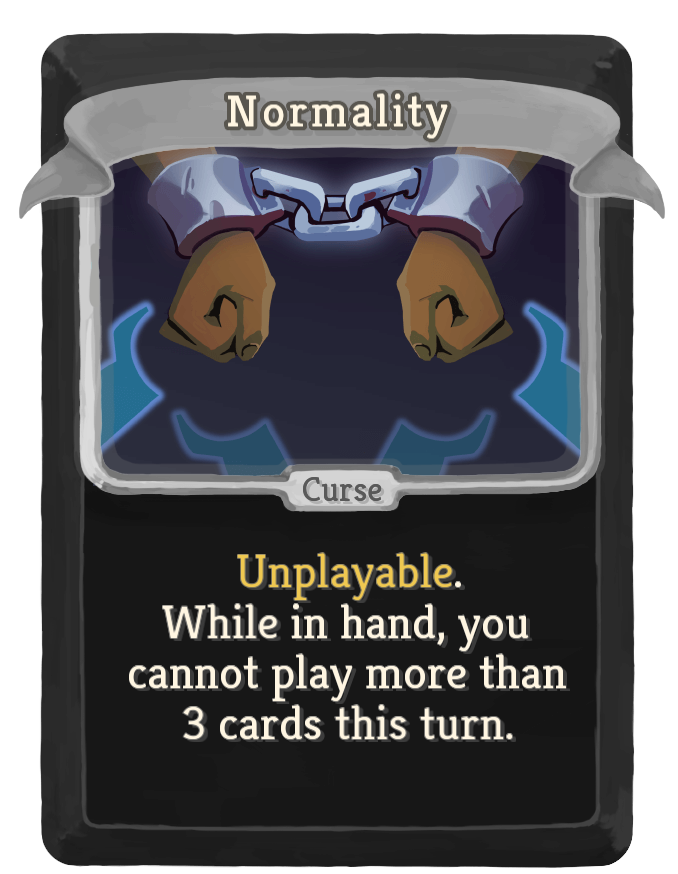 Normality
Curse
Unplayable.
While in hand, you
cannot play more than
3 cards this turn.